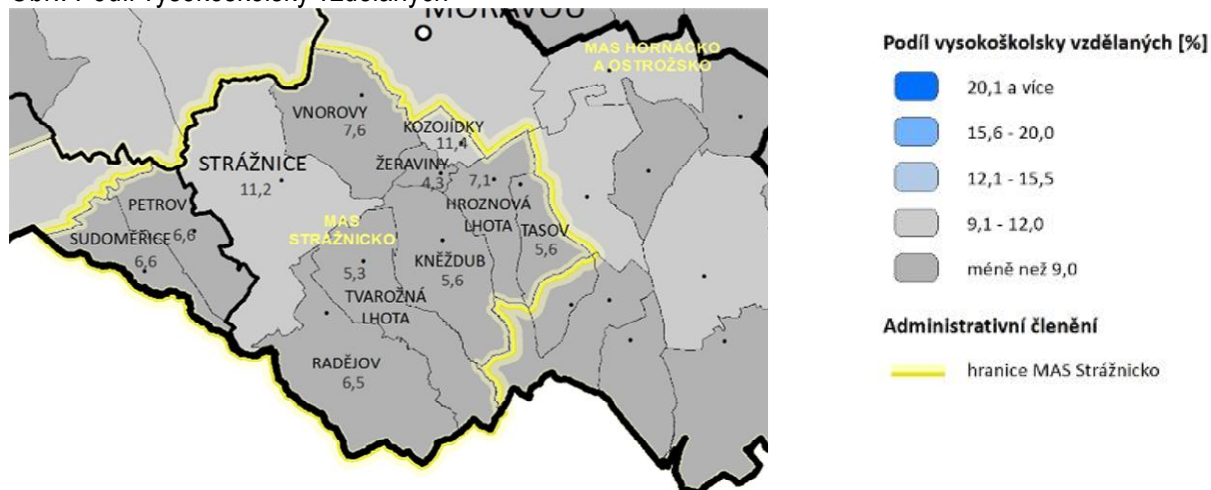 MORAVOU
MAS HORŇÁCKO
A OSTROŽSKO
VNOROVY
7,6
KOZOJÍDKY
11,4
STRÁŽNICE
11,2
ŽERAVINY
4,3
7,1
HROZNOVÁ
LHOTA
PETROV
6,6
SUDOMĚŘICE
6,6
MAS
STRÁŽNICKO
TASOV
5,6
KNĚŽDUB
5,6
5,3
TVAROŽNÁ
LHOTA
RADĚJOV
6,5
Podíl vysokoškolsky vzdělaných [%]
20,1 a více
15,6 - 20,0
12,1 - 15,5
9,1 - 12,0
méně než 9,0
Administrativní členění
hranice MAS Strážnicko